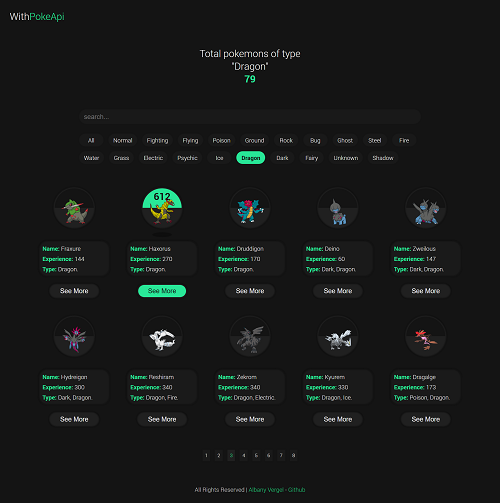 WithPokeApi
Total pokemons of type
"Dragon"
79
search...
All Normal Fighting Flying Poison Ground Rock Bug Ghost Steel Fire
Water Grass Electric Psychic Ice Dragon Dark Fairy Unknown Shadow
612
Name: Fraxure
Experience: 144
Type: Dragon.
See More
Name: Haxorus
Experience: 270
Type: Dragon.
See More
Name: Druddigon
Experience: 170
Type: Dragon.
See More
Name: Deino
Experience: 60
Type: Dark, Dragon.
See More
Name: Zweilous
Experience: 147
Type: Dark, Dragon.
See More
Name: Hydreigon
Experience: 300
Type: Dark, Dragon.
See More
Name: Reshiram
Experience: 340
Type: Dragon, Fire.
See More
Name: Zekrom
Experience: 340
Type: Dragon, Electric.
See More
Name: Kyurem
Experience: 330
Type: Dragon, Ice.
See More
Name: Dragalge
Experience: 173
Type: Poison, Dragon.
See More
1 2 3 4 5 6 7 8
All Rights Reserved | Albany Vergel - Github